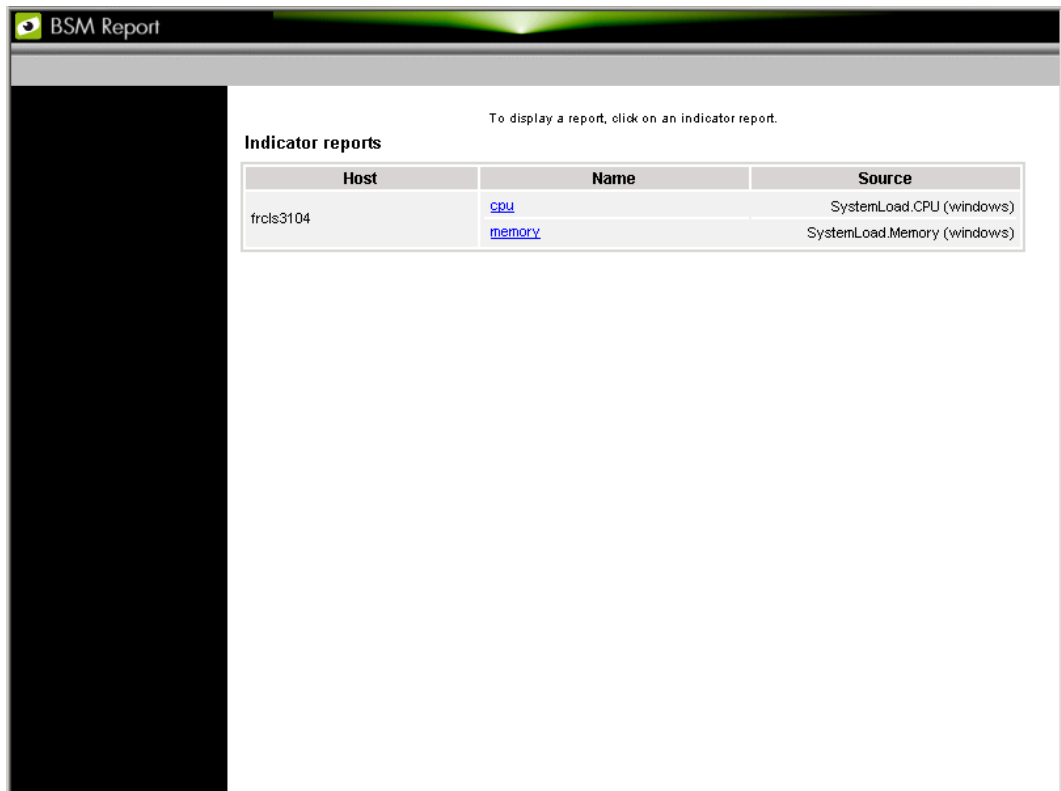 BSM Report
To display a report, click on an indicator report.
Indicator reports
Host Name Source
frcls3104 cpu SystemLoad.CPU (windows)
memory SystemLoad.Memory (windows)